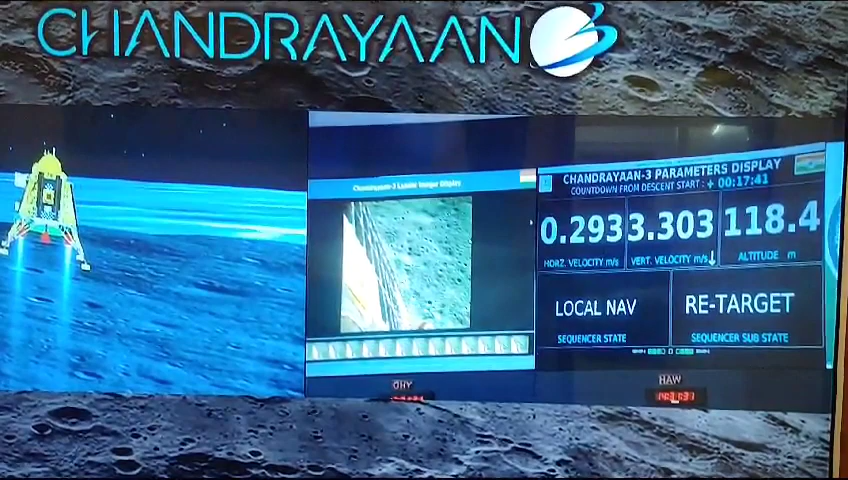 CHANDRAYAAN 3
Chandrayaan-3 Lander Imager Display
CHANDRAYAAN-3 PARAMETERS DISPLAY
COUNTDOWN FROM DESCENT START : + 00:17:41
0.293 3.303 118.4
HORZ. VELOCITY m/s VERT. VELOCITY m/s ALTITUDE m
LOCAL NAV RE-TARGET
SEQUENCER STATE SEQUENCER SUB STATE
GHO HAW